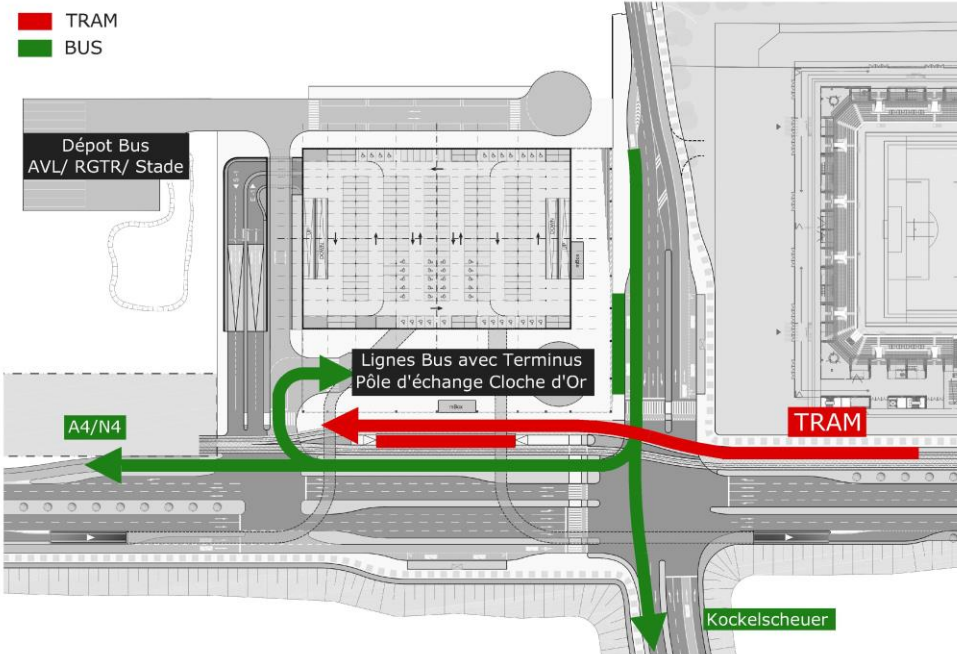 TRAM
BUS
Dépot Bus
AVL/ RGTR/ Stade
Lignes Bus avec Terminus
Pôle d'échange Cloche d'Or
A4/N4
TRAM
Kockelscheuer